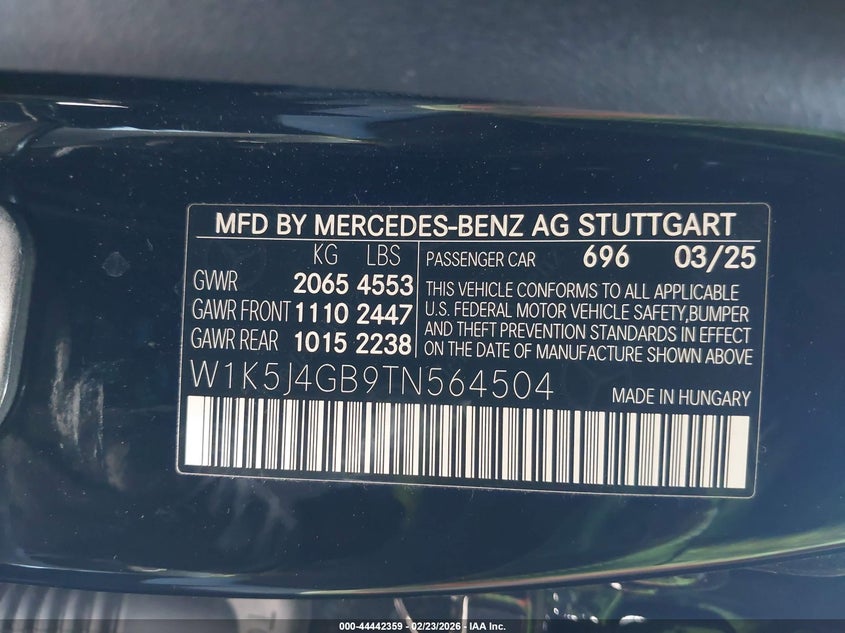 MFD BY MERCEDES-BENZ AG STUTTGART
KG LBS
GVWR 2065 4553
GAWR FRONT 1110 2447
GAWR REAR 1015 2238
PASSENGER CAR 696 03/25
THIS VEHICLE CONFORMS TO ALL APPLICABLE
U.S. FEDERAL MOTOR VEHICLE SAFETY,BUMPER
AND THEFT PREVENTION STANDARDS IN EFFECT
ON THE DATE OF MANUFACTURE SHOWN ABOVE
W1K5J4GB9TN564504
MADE IN HUNGARY
000-44442359 - 02/23/2026 - IAA Inc.